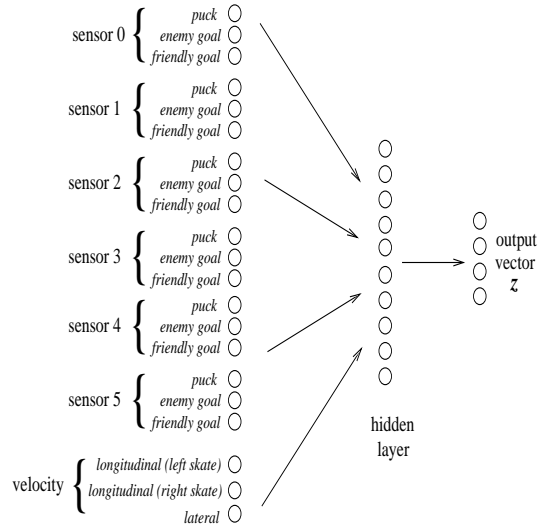 sensor 0
puck
enemy goal
friendly goal
sensor 1
puck
enemy goal
friendly goal
sensor 2
puck
enemy goal
friendly goal
sensor 3
puck
enemy goal
friendly goal
sensor 4
puck
enemy goal
friendly goal
sensor 5
puck
enemy goal
friendly goal
velocity
longitudinal (left skate)
longitudinal (right skate)
lateral
hidden
layer
output
vector
z